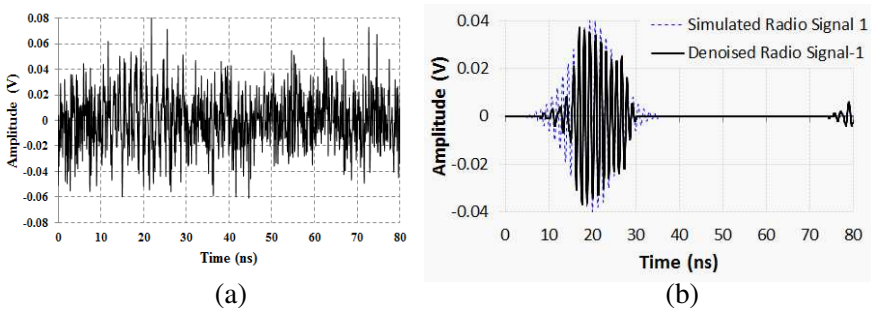 0.08
0.06
0.04
0.02
0
-0.02
-0.04
-0.06
-0.08
Amplitude (V)
0 10 20 30 40 50 60 70 80
Time (ns)
(a)
0.04
0.02
0
-0.02
-0.04
Amplitude (V)
Simulated Radio Signal 1
Denoised Radio Signal-1
0 10 20 30 40 50 60 70 80
Time (ns)
(b)